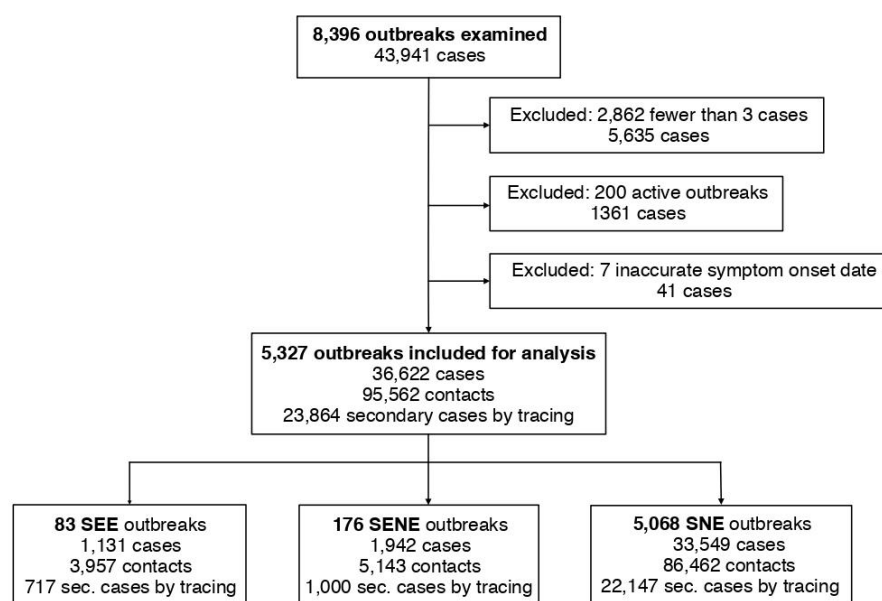 8,396 outbreaks examined
43,941 cases
Excluded: 2,862 fewer than 3 cases
5,635 cases
Excluded: 200 active outbreaks
1361 cases
Excluded: 7 inaccurate symptom onset date
41 cases
5,327 outbreaks included for analysis
36,622 cases
95,562 contacts
23,864 secondary cases by tracing
83 SEE outbreaks
1,131 cases
3,957 contacts
717 sec. cases by tracing
176 SENE outbreaks
1,942 cases
5,143 contacts
1,000 sec. cases by tracing
5,068 SNE outbreaks
33,549 cases
86,462 contacts
22,147 sec. cases by tracing